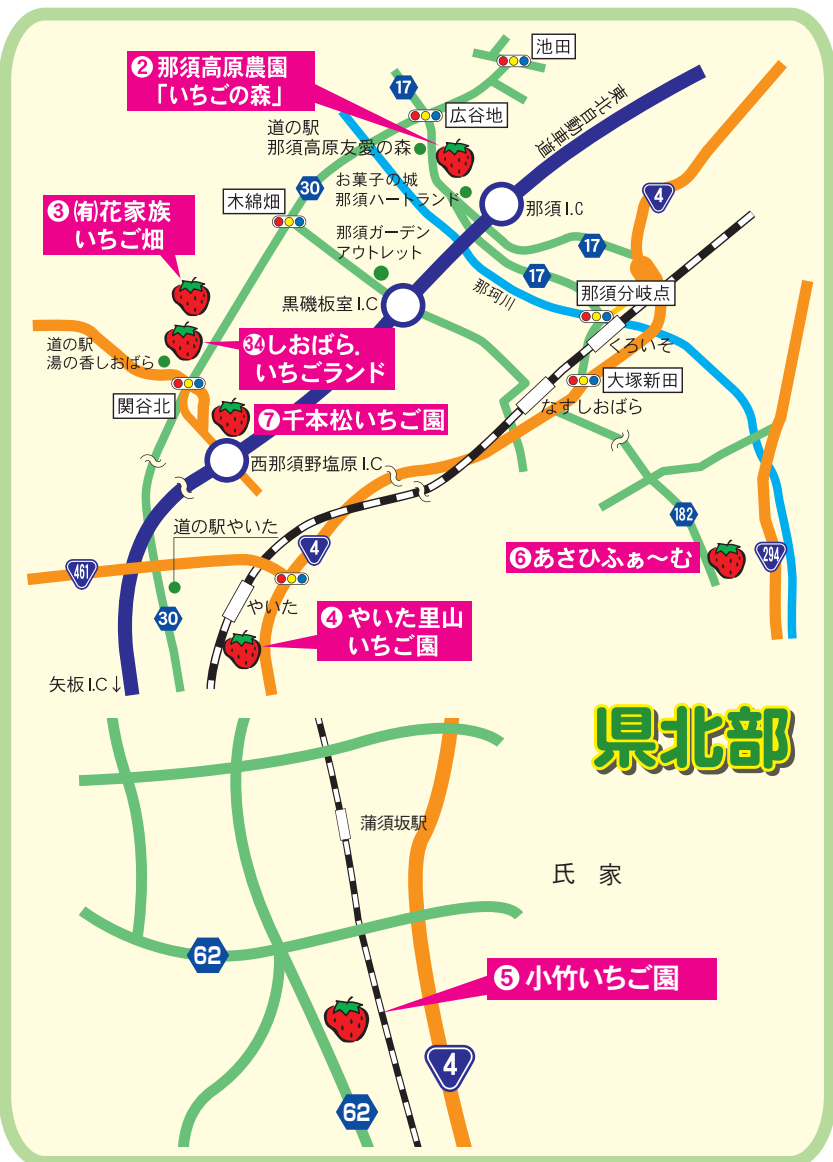 池田
❷ 那須高原農園
「いちごの森」
17
広谷地
東北自動車道
道の駅
那須高原友愛の森
お菓子の城
那須ハートランド
30
木綿畑
❸ ㈲花家族
いちご畑
那須I.C
4
那須ガーデン
アウトレット
17
17
那珂川
那須分岐点
黒磯板室I.C
くろいそ
道の駅
湯の香しおばら
㉞しおばら.
いちごランド
大塚新田
なすしおばら
関谷北
❼千本松いちご園
西那須野塩原I.C
182
道の駅やいた
4
❻あさひふぁ～む
294
461
30
やいた
❹ やいた里山
いちご園
矢板I.C↓
県北部
蒲須坂駅
氏 家
62
❺ 小竹いちご園
4
62